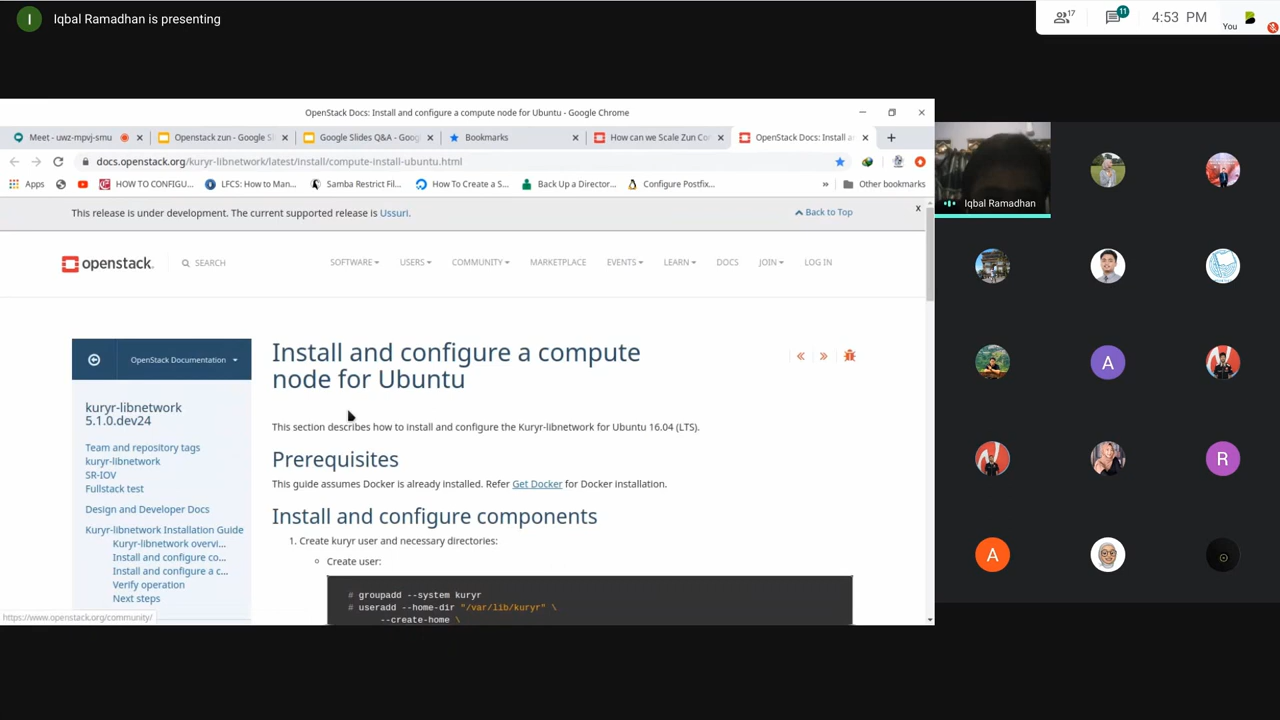 I
Iqbal Ramadhan is presenting
17
11
4:53 PM
You
OpenStack Docs: Install and configure a compute node for Ubuntu - Google Chrome
Meet - uwz-mpvj-smu
Openstack zun - Google S
Google Slides Q&A - Goog
Bookmarks
How can we Scale Zun Co
OpenStack Docs: Install a
docs.openstack.org/kuryr-libnetwork/latest/install/compute-install-ubuntu.html
Apps
HOW TO CONFIGU...
LFCS: How to Man...
Samba Restrict Fil...
How To Create a S...
Back Up a Director...
Configure Postfix...
»
Other bookmarks
This release is under development. The current supported release is Ussuri.
Back to Top
x
openstack.
SEARCH
SOFTWARE
USERS
COMMUNITY
MARKETPLACE
EVENTS
LEARN
DOCS
JOIN
LOG IN
OpenStack Documentation
kuryr-libnetwork
5.1.0.dev24
Team and repository tags
kuryr-libnetwork
SR-IOV
Fullstack test
Design and Developer Docs
Kuryr-libnetwork Installation Guide
Kuryr-libnetwork overvi...
Install and configure co...
Install and configure a c...
Verify operation
Next steps
Install and configure a compute
node for Ubuntu
This section describes how to install and configure the Kuryr-libnetwork for Ubuntu 16.04 (LTS).
Prerequisites
This guide assumes Docker is already installed. Refer Get Docker for Docker installation.
Install and configure components
1. Create kuryr user and necessary directories:
Create user:
# groupadd --system kuryr
# useradd --home-dir "/var/lib/kuryr" \
--create-home \
https://www.openstack.org/community/
Iqbal Ramadhan
A
R
A